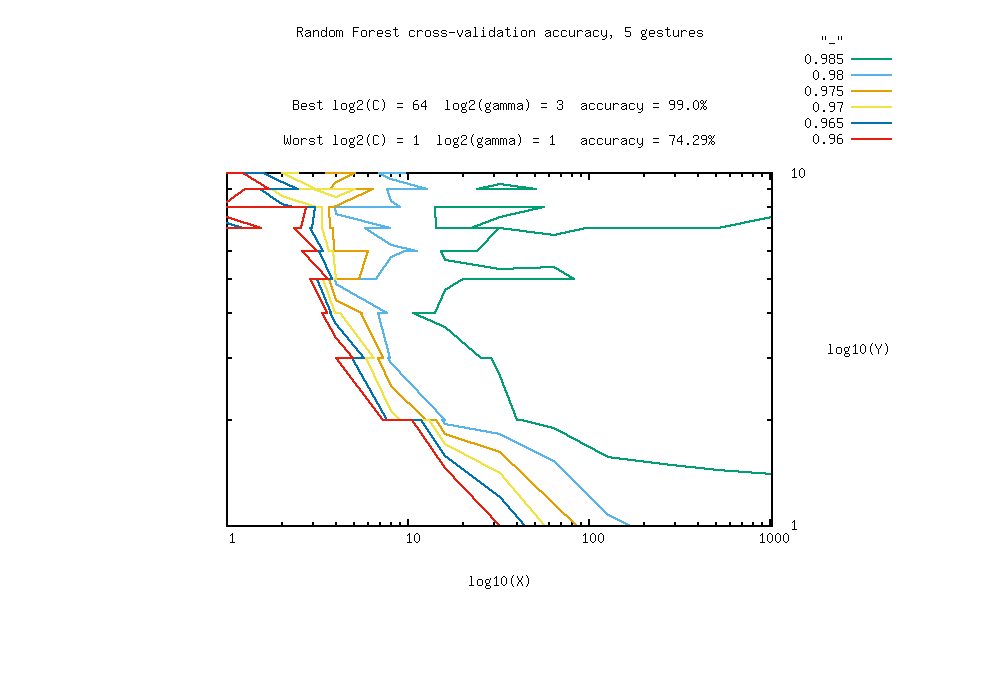 Random Forest cross-validation accuracy, 5 gestures
"_"
0.985
0.98
0.975
0.97
0.965
0.96
Best log2(C) = 64 log2(gamma) = 3 accuracy = 99.0%
Worst log2(C) = 1 log2(gamma) = 1 accuracy = 74.29%
10
log10(Y)
1
1 10 100 1000
log10(X)